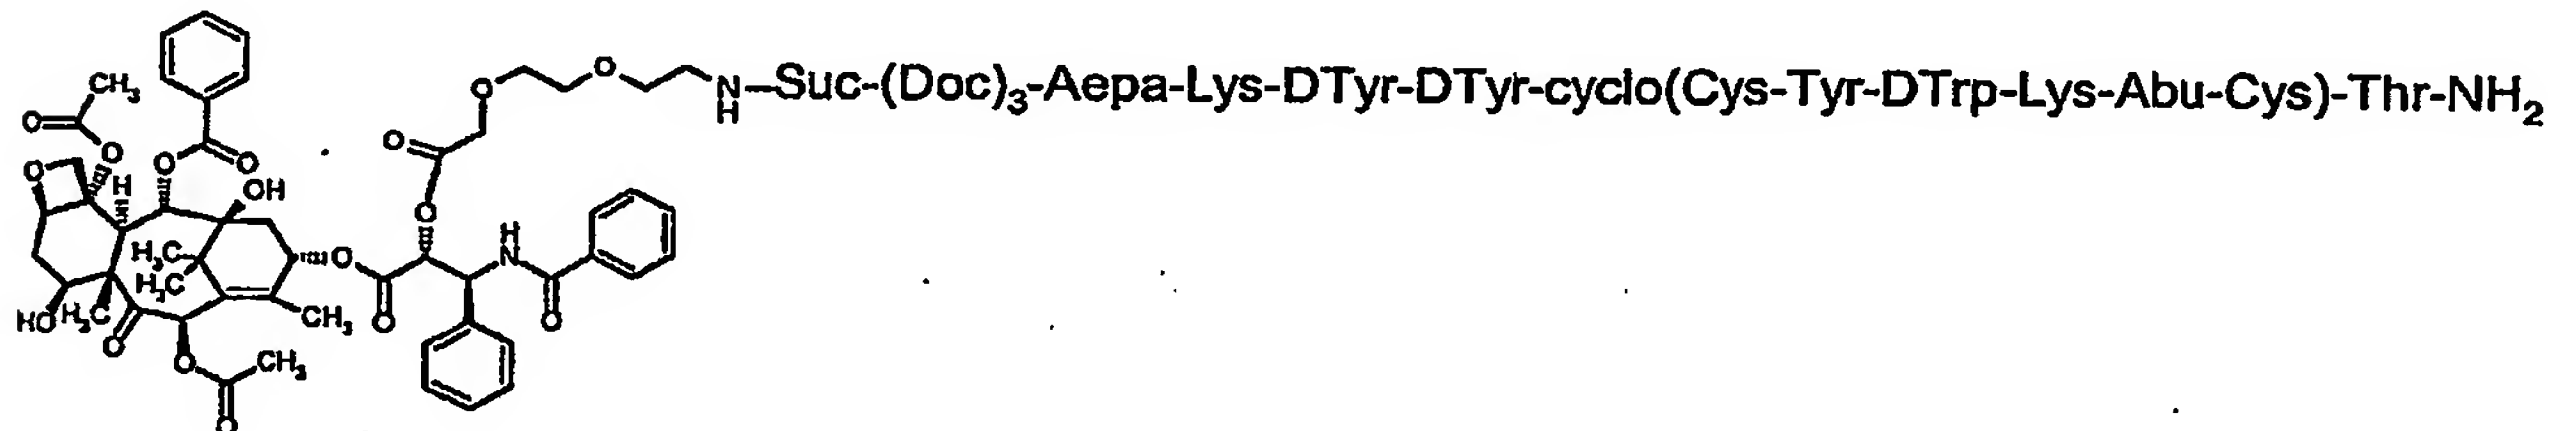 O O N H –Suc-(Doc)3-Aepa-Lys-DTyr-DTyr-cyclo(Cys-Tyr-DTrp-Lys-Abu-Cys)-Thr-NH2
CH3
O
O O O O
O H OH
O
H3C H N
H3C O
HO H3C CH3 O O
O
O CH3
O